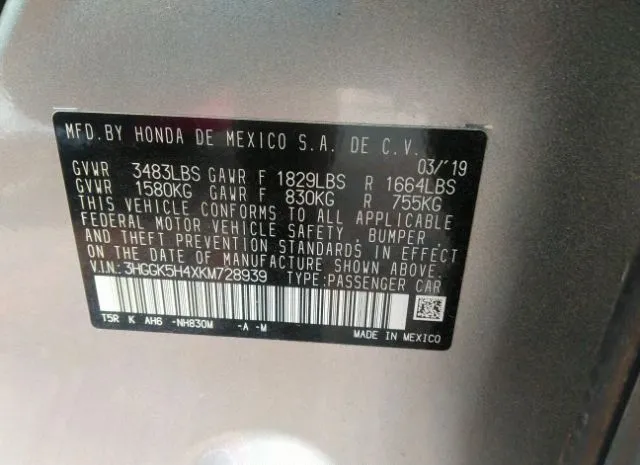 MFD.BY HONDA DE MEXICO S.A. DE C.V.
03/'19
GVWR 3483LBS GAWR F 1829LBS R 1664LBS
GVWR 1580KG GAWR F 830KG R 755KG
THIS VEHICLE CONFORMS TO ALL APPLICABLE
FEDERAL MOTOR VEHICLE SAFETY, BUMPER,
AND THEFT PREVENTION STANDARDS IN EFFECT
ON THE DATE OF MANUFACTURE SHOWN ABOVE.
V.I.N: 3HGGK5H4XKM728939 TYPE:PASSENGER CAR
T5R K AH6 -NH830M -A -M
MADE IN MEXICO